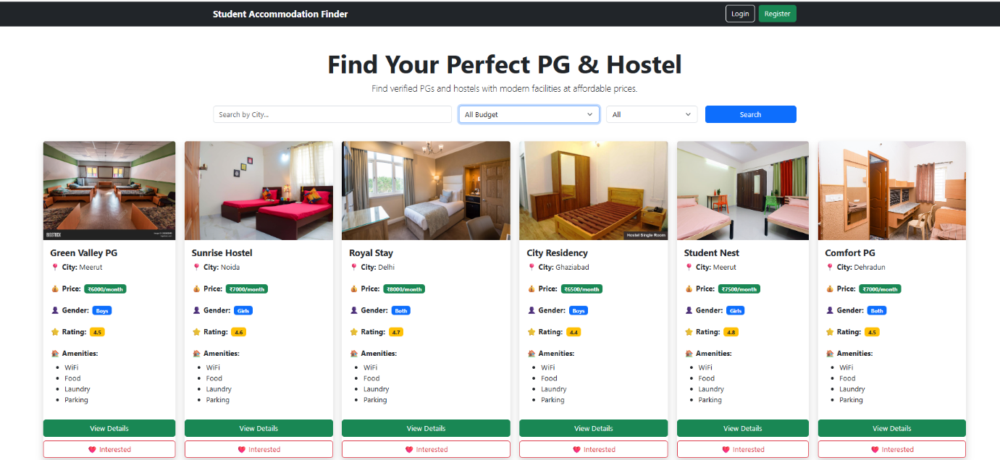 Student Accommodation Finder
Login
Register
Find Your Perfect PG & Hostel
Find verified PGs and hostels with modern facilities at affordable prices.
Search by City...
All Budget
All
Search
BIGSTOCK
Hostel Single Room
Green Valley PG
City: Meerut
Price: ₹6000/month
Gender: Boys
Rating: 4.5
Amenities:
WiFi
Food
Laundry
Parking
View Details
Interested
Sunrise Hostel
City: Noida
Price: ₹7000/month
Gender: Girls
Rating: 4.6
Amenities:
WiFi
Food
Laundry
Parking
View Details
Interested
Royal Stay
City: Delhi
Price: ₹8000/month
Gender: Both
Rating: 4.7
Amenities:
WiFi
Food
Laundry
Parking
View Details
Interested
City Residency
City: Ghaziabad
Price: ₹6500/month
Gender: Boys
Rating: 4.4
Amenities:
WiFi
Food
Laundry
Parking
View Details
Interested
Student Nest
City: Meerut
Price: ₹7500/month
Gender: Girls
Rating: 4.8
Amenities:
WiFi
Food
Laundry
Parking
View Details
Interested
Comfort PG
City: Dehradun
Price: ₹7000/month
Gender: Both
Rating: 4.5
Amenities:
WiFi
Food
Laundry
Parking
View Details
Interested